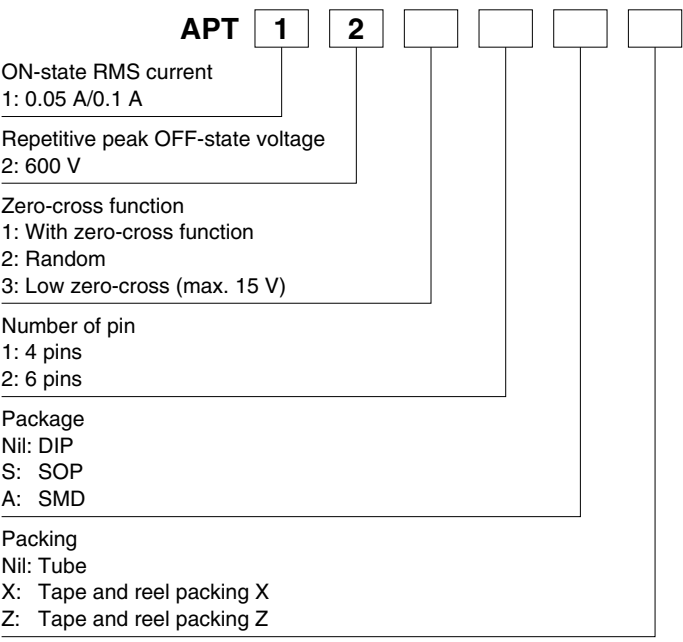 APT 1 2
ON-state RMS current
1: 0.05 A/0.1 A
Repetitive peak OFF-state voltage
2: 600 V
Zero-cross function
1: With zero-cross function
2: Random
3: Low zero-cross (max. 15 V)
Number of pin
1: 4 pins
2: 6 pins
Package
Nil: DIP
S: SOP
A: SMD
Packing
Nil: Tube
X: Tape and reel packing X
Z: Tape and reel packing Z